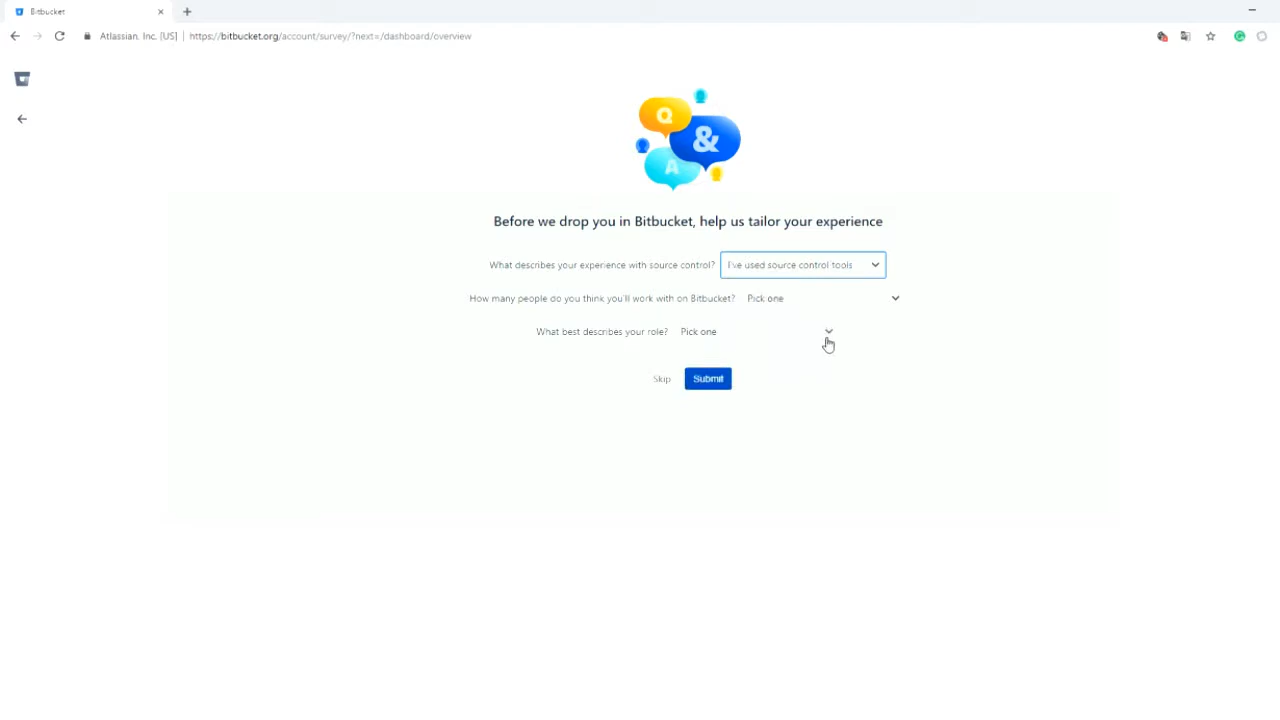 Bitbucket
Atlassian, Inc. [US] | https://bitbucket.org/account/survey/?next=/dashboard/overview
Q
&
A
Before we drop you in Bitbucket, help us tailor your experience
What describes your experience with source control? I've used source control tools
How many people do you think you'll work with on Bitbucket? Pick one
What best describes your role? Pick one
Skip Submit